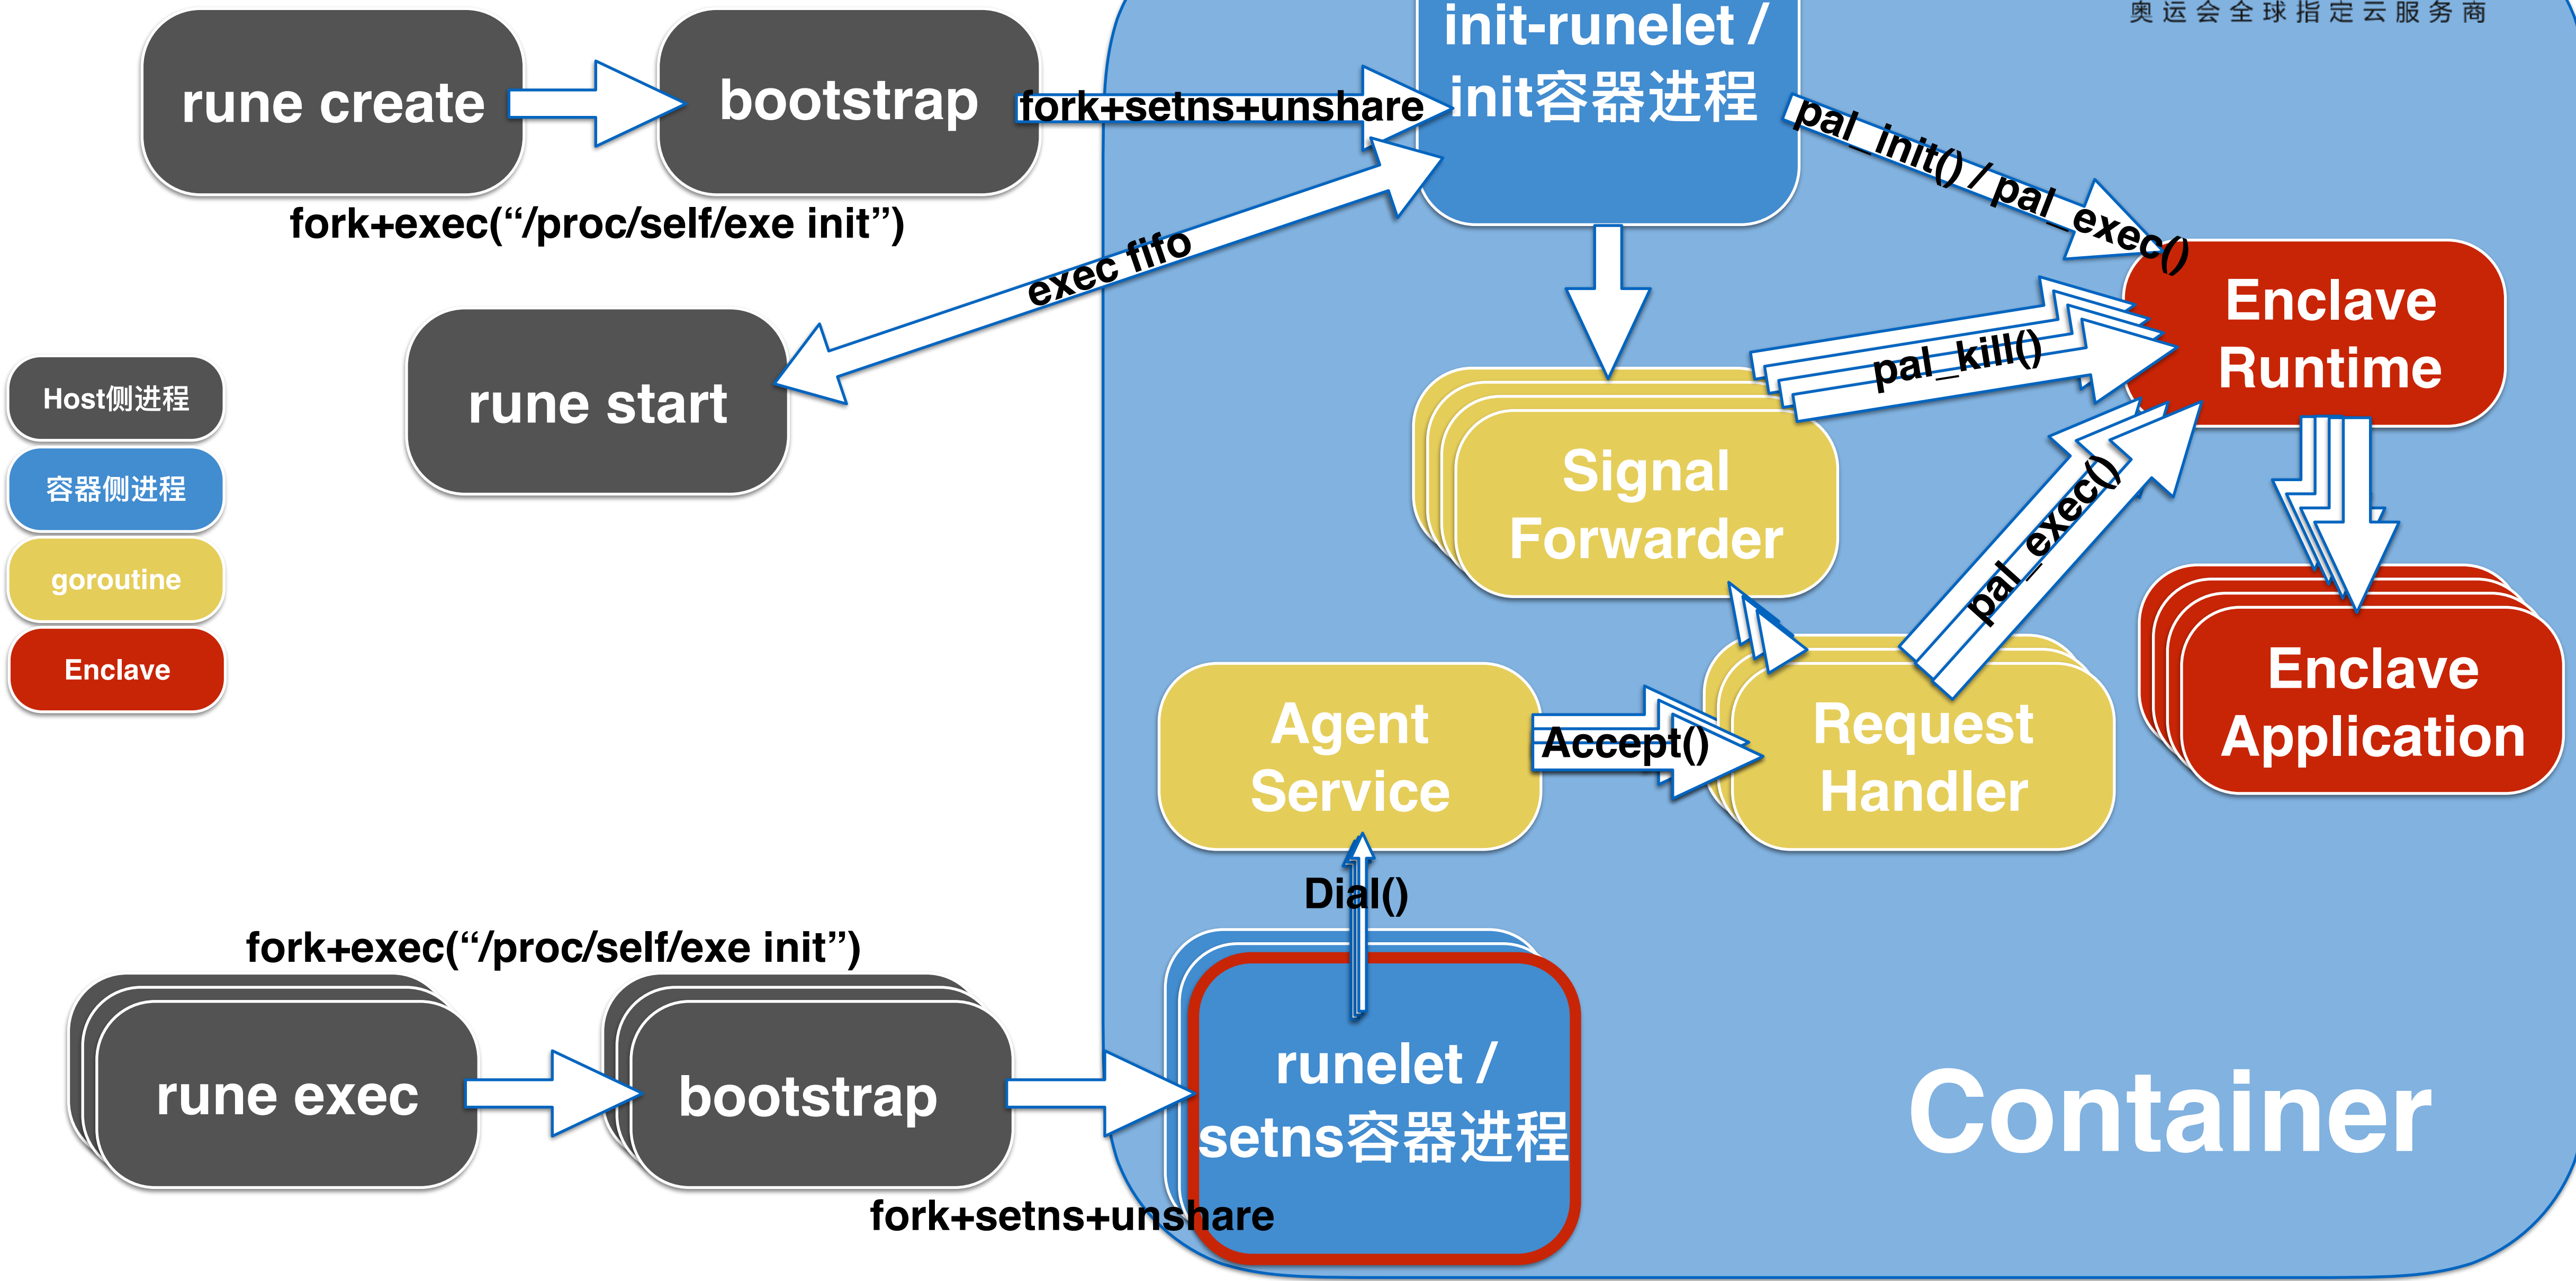 奥运会全球指定云服务商
init-runelet /
init容器进程
rune create
bootstrap
fork+setns+unshare
pal_init() / pal_exec()
fork+exec(“/proc/self/exe init”)
exec fifo
rune start
Enclave
Runtime
pal_kill()
Host侧进程
容器侧进程
goroutine
Enclave
Signal
Forwarder
pal_exec()
Agent
Service
Accept()
Request
Handler
Enclave
Application
Dial()
fork+exec(“/proc/self/exe init”)
rune exec
bootstrap
runelet /
setns容器进程
fork+setns+unshare
Container